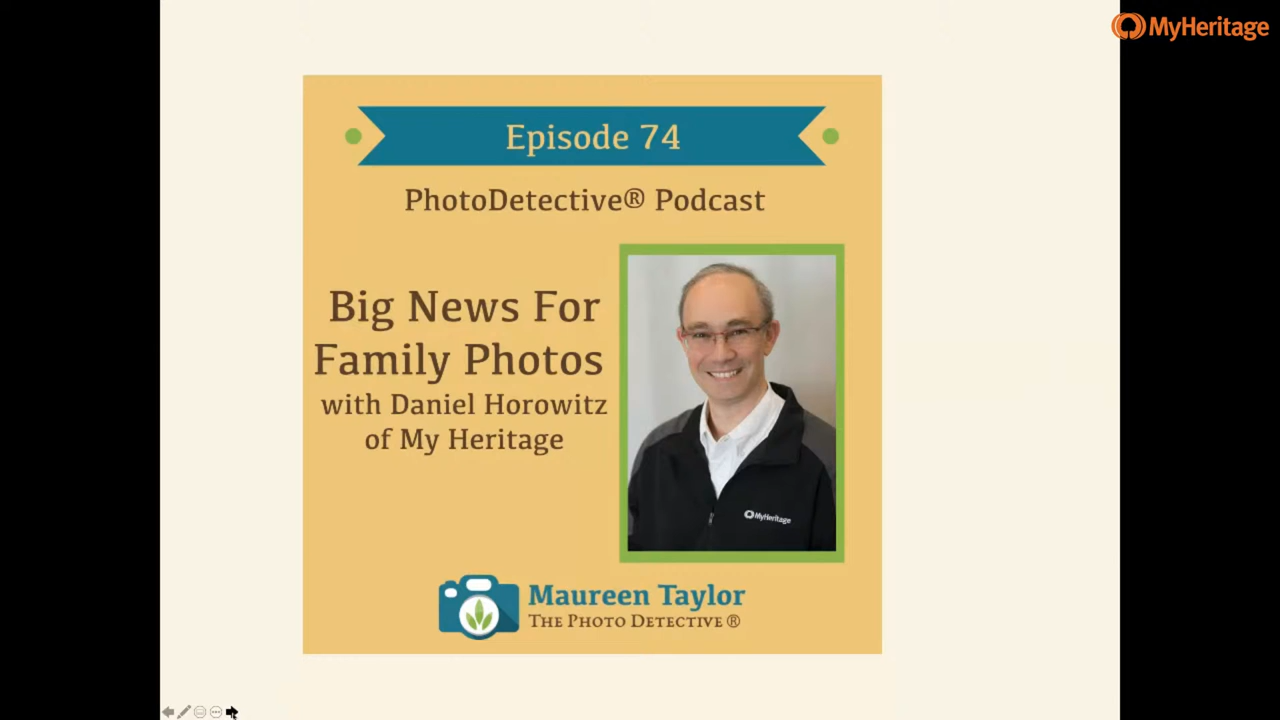 MyHeritage
Episode 74
PhotoDetective® Podcast
Big News For
Family Photos
with Daniel Horowitz
of My Heritage
MyHeritage
Maureen Taylor
The Photo Detective ®